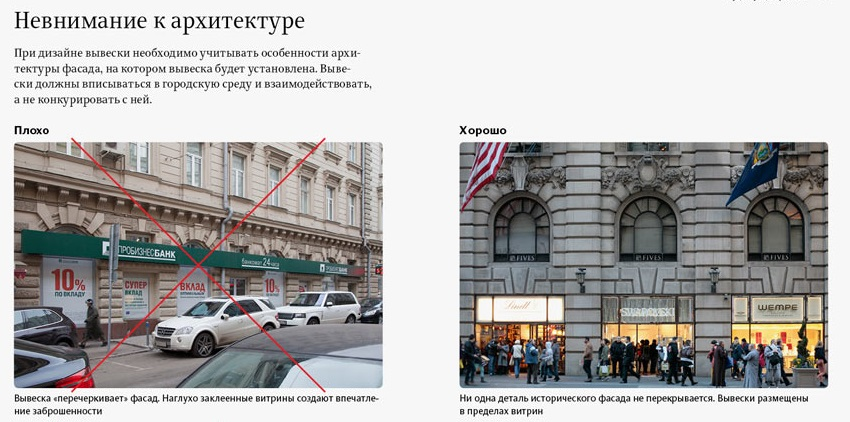 Невнимание к архитектуре
При дизайне вывески необходимо учитывать особенности архи-
тектуры фасада, на котором вывеска будет установлена. Выве-
ски должны вписываться в городскую среду и взаимодействовать,
а не конкурировать с ней.
Плохо
ПРОБИЗНЕСБАНК
банкомат 24 часа
10%
ПО ВКЛАДУ
СУПЕР
ВКЛАД
ВКЛАД
10%
Вывеска «перечеркивает» фасад. Наглухо заклеенные витрины создают впечатле-
ние заброшенности
Хорошо
FIVES
FIVES
FIVES
Lindt
SWAROVSKI
WEMPE
Ни одна деталь исторического фасада не перекрывается. Вывески размещены
в пределах витрин